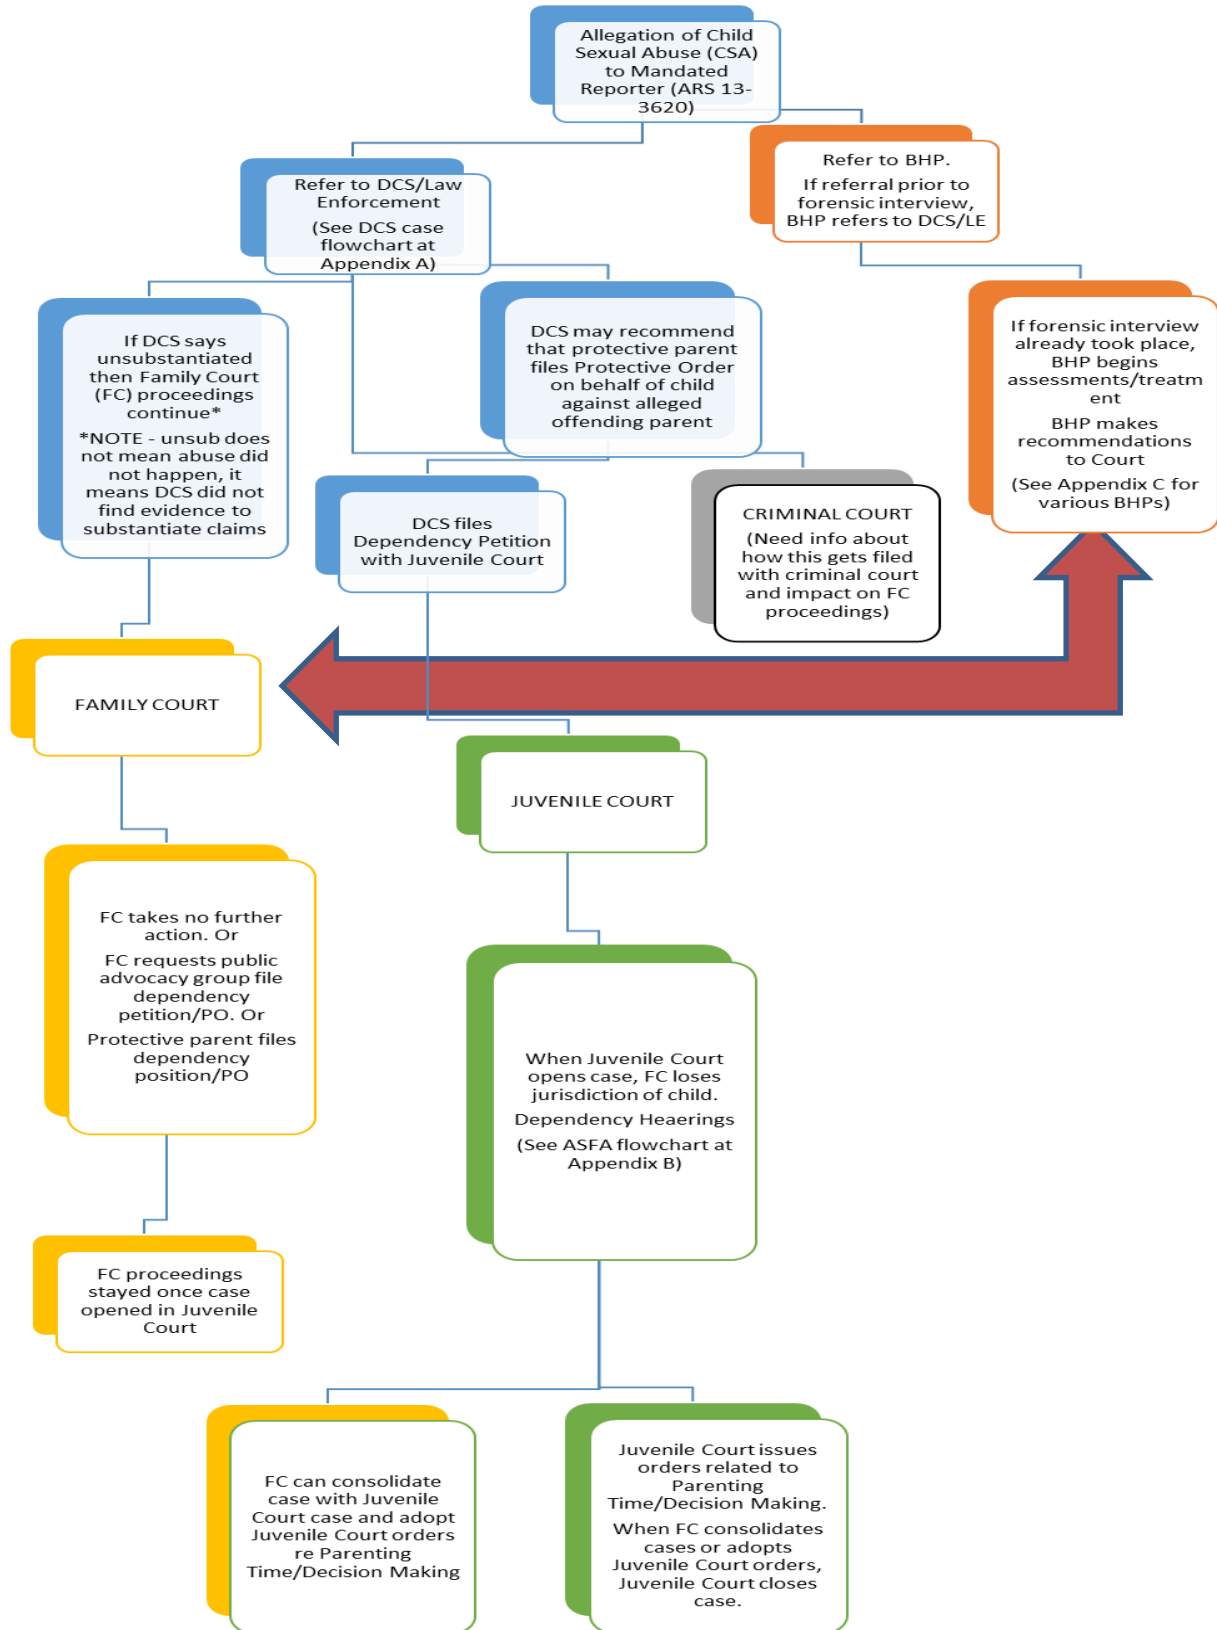 Allegation of Child
Sexual Abuse (CSA)
to Mandated
Reporter (ARS 13-
3620)
Refer to BHP.
If referral prior to
forensic interview,
BHP refers to DCS/LE
Refer to DCS/Law
Enforcement
(See DCS case
flowchart at
Appendix A)
If DCS says
unsubstantiated
then Family Court
(FC) proceedings
continue*
*NOTE - unsub does
not mean abuse did
not happen, it
means DCS did not
find evidence to
substantiate claims
DCS may recommend
that protective parent
files Protective Order
on behalf of child
against alleged
offending parent
If forensic interview
already took place,
BHP begins
assessments/treatm
ent
BHP makes
recommendations
to Court
(See Appendix C for
various BHPs)
DCS files
Dependency Petition
with Juvenile Court
CRIMINAL COURT
(Need info about
how this gets filed
with criminal court
and impact on FC
proceedings)
FAMILY COURT
JUVENILE COURT
FC takes no further
action. Or
FC requests public
advocacy group file
dependency
petition/PO. Or
Protective parent files
dependency
position/PO
When Juvenile Court
opens case, FC loses
jurisdiction of child.
Dependency Heaerings
(See ASFA flowchart at
Appendix B)
FC proceedings
stayed once case
opened in Juvenile
Court
FC can consolidate
case with Juvenile
Court case and adopt
Juvenile Court orders
re Parenting
Time/Decision Making
Juvenile Court issues
orders related to
Parenting
Time/Decision Making.
When FC consolidates
cases or adopts
Juvenile Court orders,
Juvenile Court closes
case.